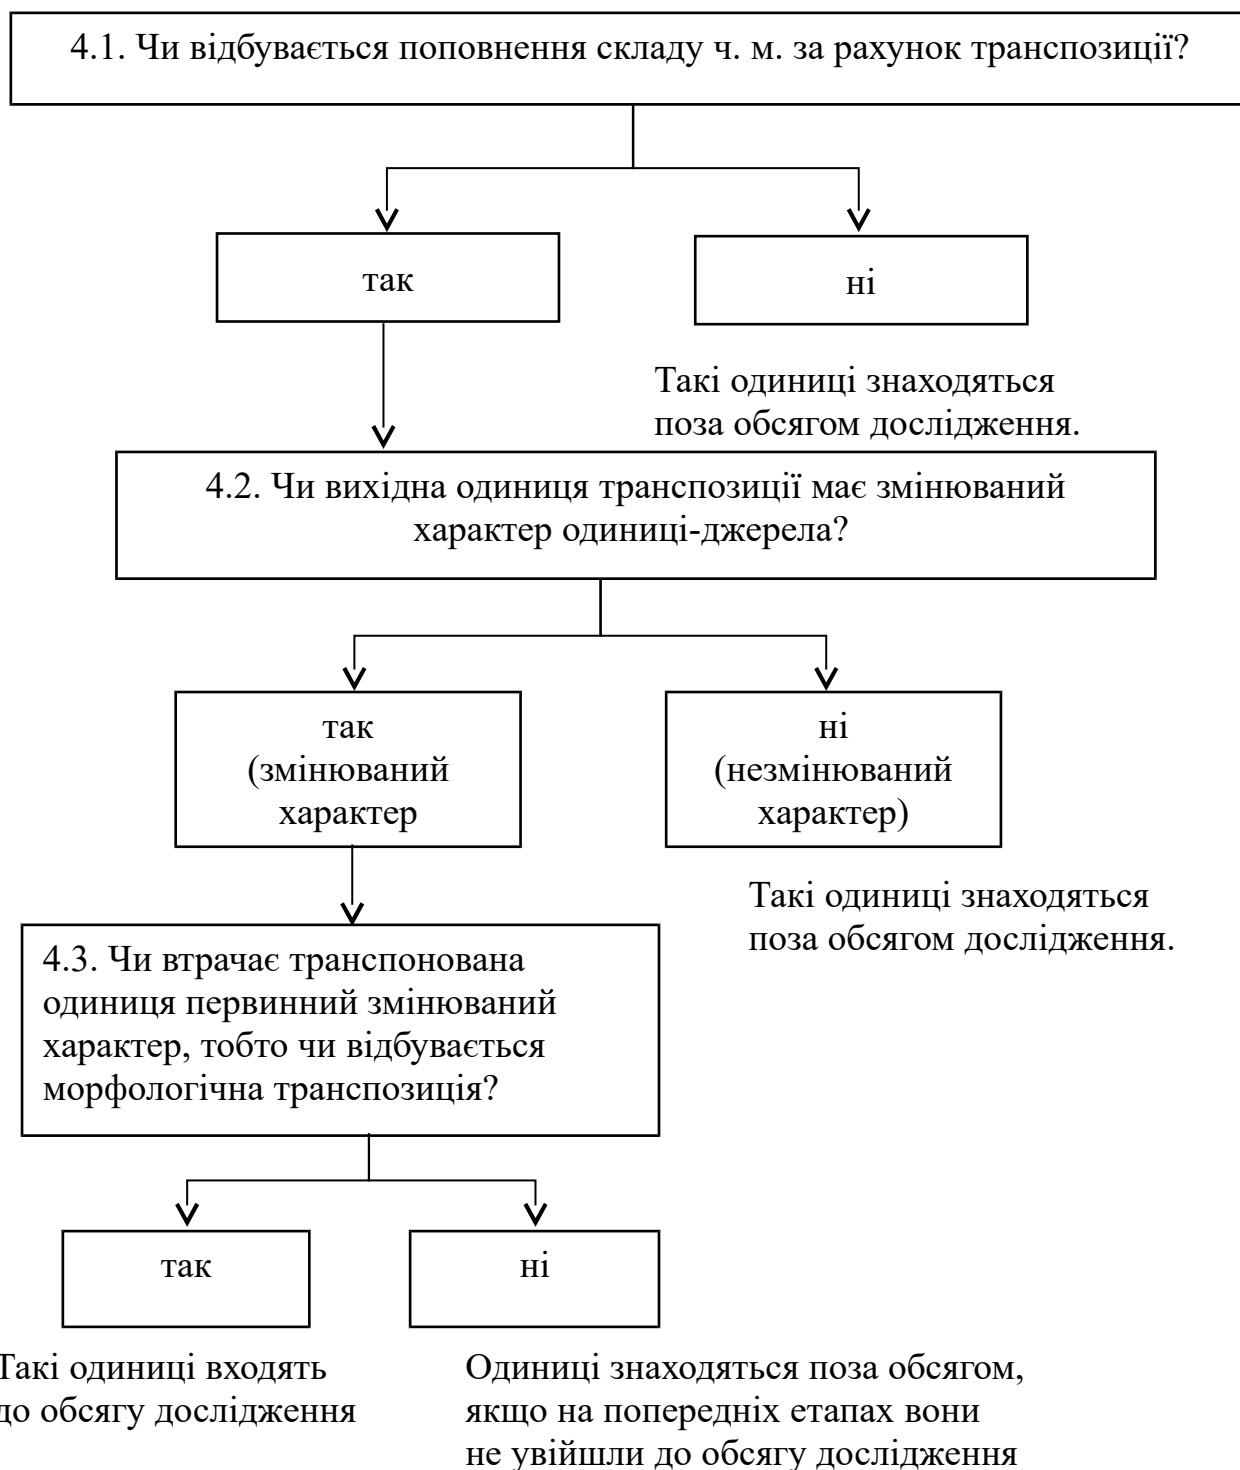 4.1. Чи відбувається поповнення складу ч. м. за рахунок транспозиції?
так
ні
Такі одиниці знаходяться
поза обсягом дослідження.
4.2. Чи вихідна одиниця транспозиції має змінюваний
характер одиниці-джерела?
так
(змінюваний
характер
ні
(незмінюваний
характер)
Такі одиниці знаходяться
поза обсягом дослідження.
4.3. Чи втрачає транспонована
одиниця первинний змінюваний
характер, тобто чи відбувається
морфологічна транспозиція?
так
ні
Такі одиниці входять
до обсягу дослідження
Одиниці знаходяться поза обсягом,
якщо на попередніх етапах вони
не увійшли до обсягу дослідження